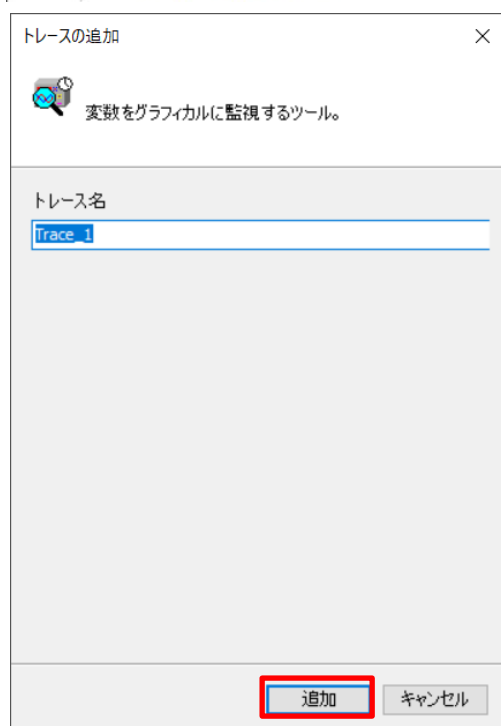 トレースの追加
変数をグラフィカルに監視するツール。
トレース名
Trace_1
追加 キャンセル